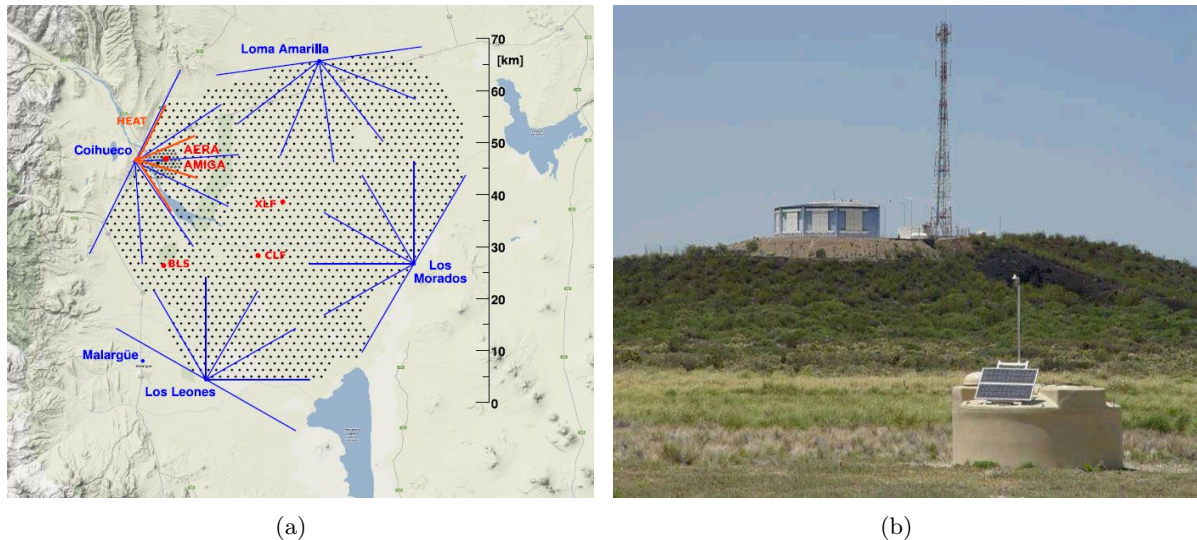 70
[km]
60
50
40
30
20
10
0
Loma Amarilla
HEAT
Coihueco
AERA
AMIGA
XLF
CLF
BLS
Los
Morados
Malargüe
Los Leones
(a)
(b)